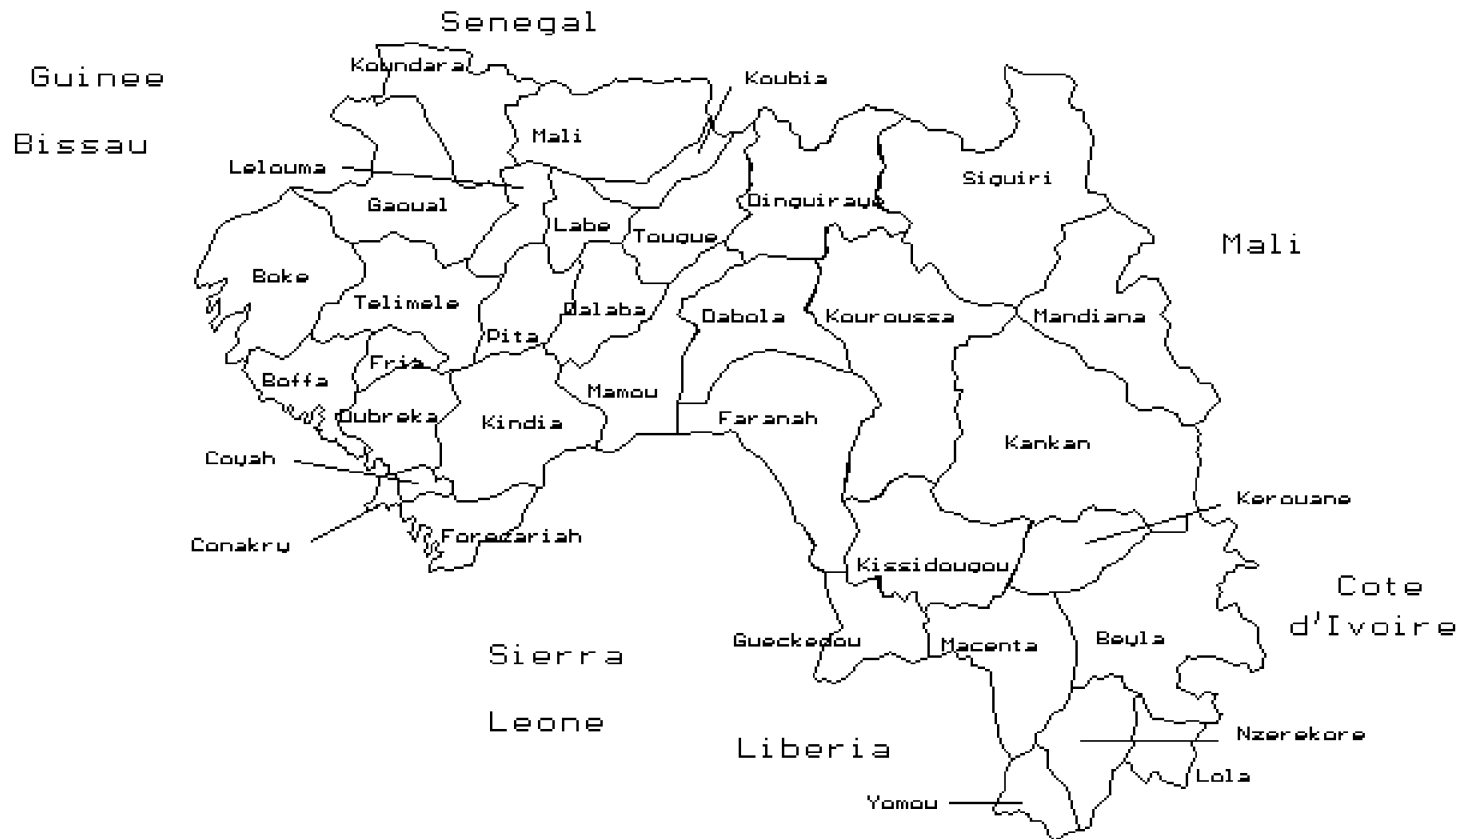 Senegal
Koundara
Guinee
Koubia
Bissau
Mali
Lelouma
Siguiri
Gaoual
Dinguiraye
Labe
Tougue
Mali
Boke
Telimele
Dalaba
Dabola
Kouroussa
Mandiana
Pita
Fria
Boffa
Mamou
Dubreka
Kindia
Faranah
Kankan
Coyah
Kerouane
Conakry
Forecariah
Kissidougou
Cote
d'Ivoire
Gueckedou
Macenta
Beyla
Sierra
Leone
Liberia
Nzerekore
Lola
Yomou